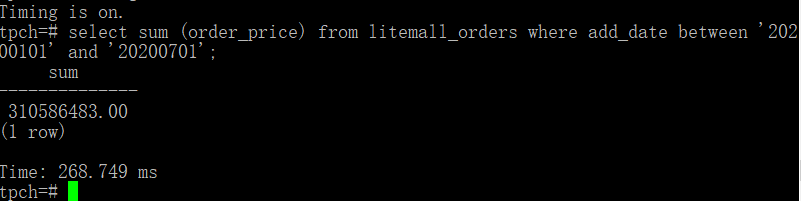 Timing is on.
tpch=# select sum (order_price) from litemall_orders where add_date between '202
00101' and '20200701';
     sum
--------------
 310586483.00
(1 row)

Time: 268.749 ms
tpch=#